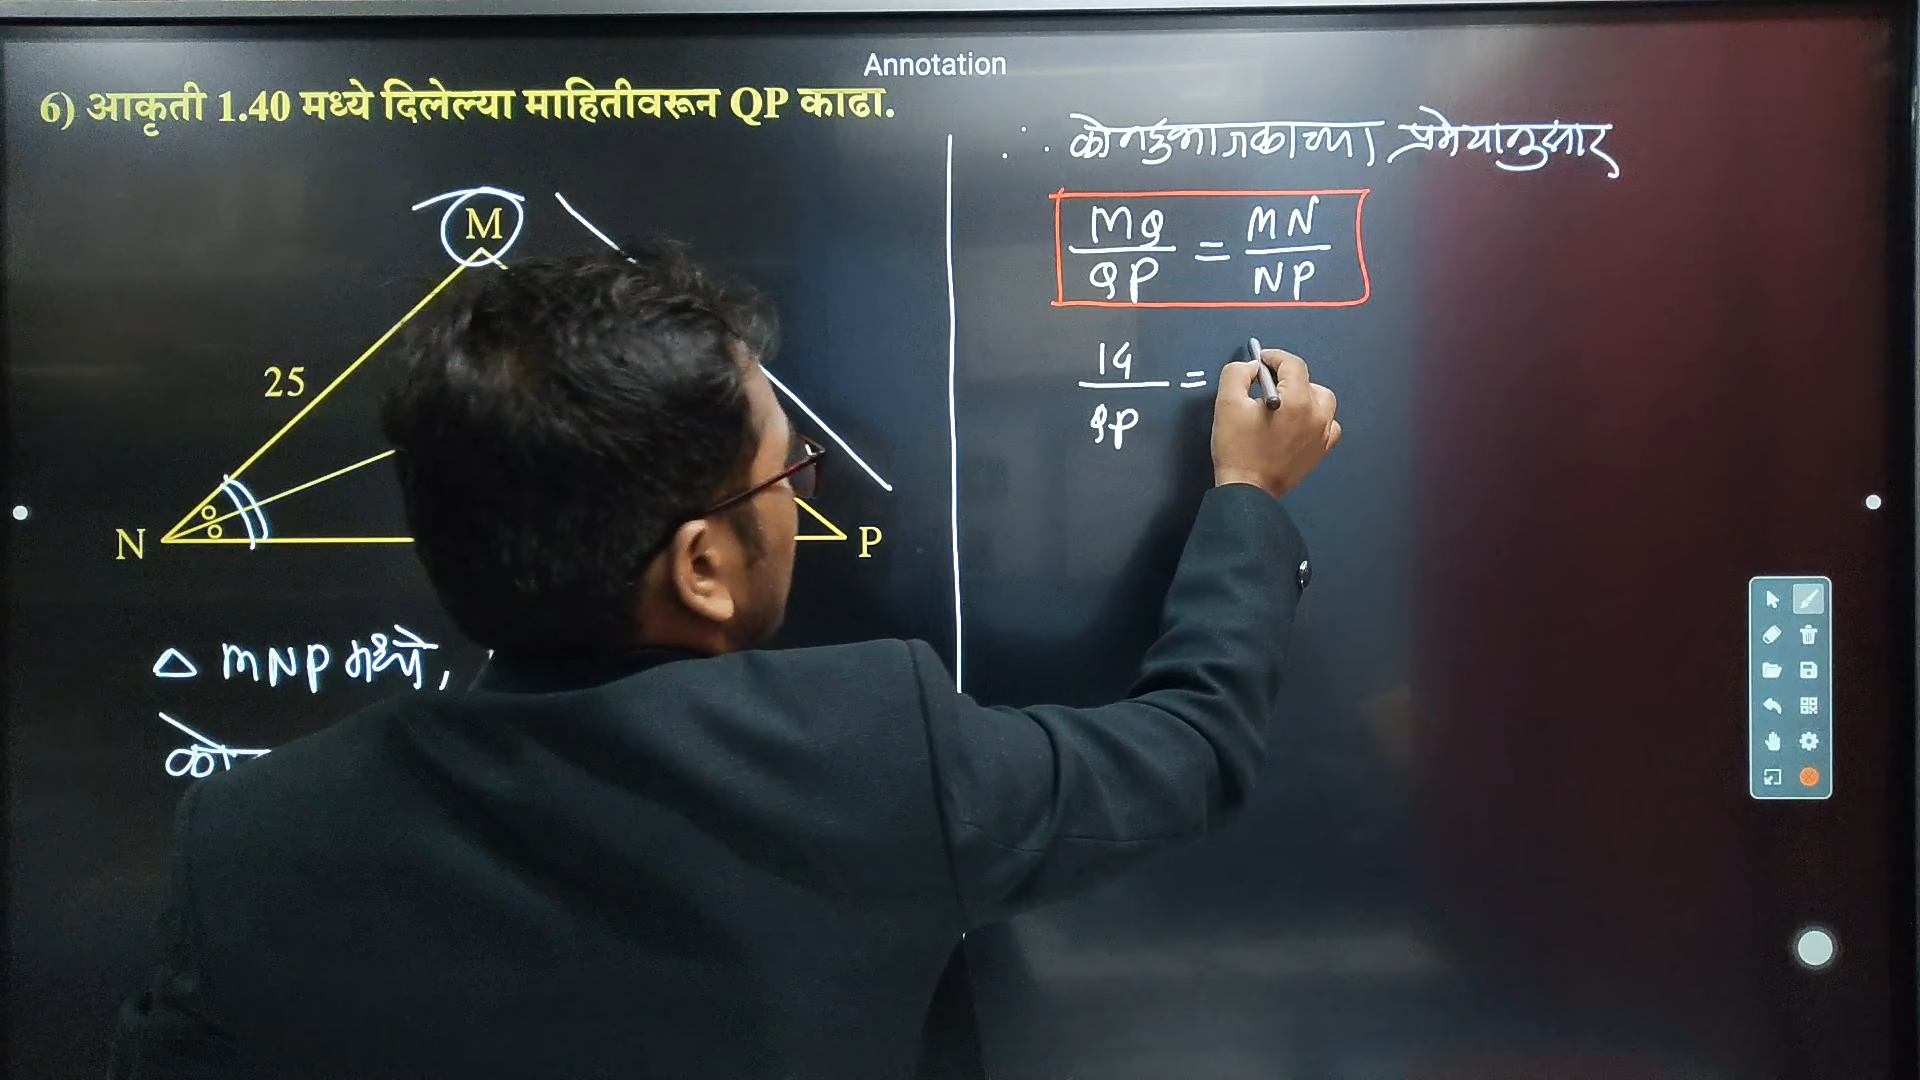 Annotation
6) आकृती 1.40 मध्ये दिलेल्या माहितीवरून QP काढा.
∴ कोनदुभाजकाच्या प्रमेयानुसार
M
MQ/QP = MN/NP
25
14/QP =
N
P
△ MNP मध्ये,